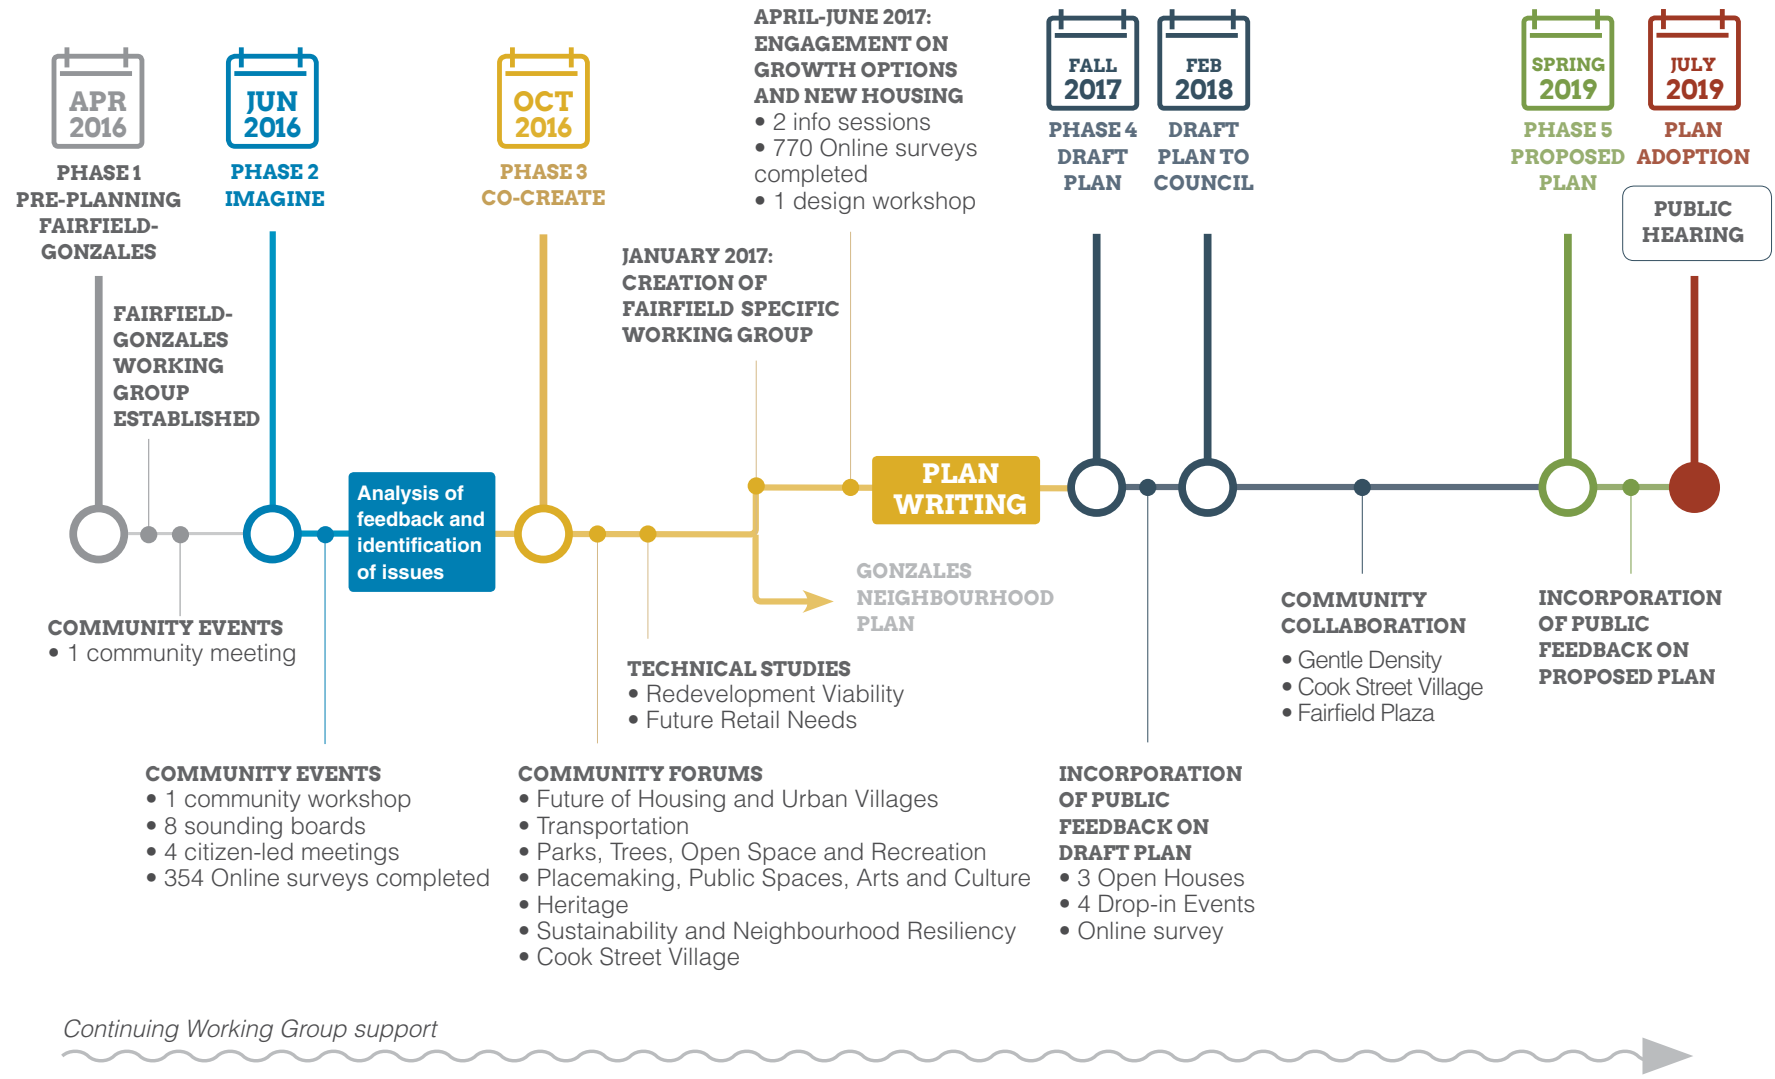 APR
2016
PHASE 1
PRE-PLANNING
FAIRFIELD-
GONZALES
FAIRFIELD-
GONZALES
WORKING
GROUP
ESTABLISHED
COMMUNITY EVENTS
• 1 community meeting
JUN
2016
PHASE 2
IMAGINE
COMMUNITY EVENTS
• 1 community workshop
• 8 sounding boards
• 4 citizen-led meetings
• 354 Online surveys completed
Analysis of
feedback and
identification
of issues
OCT
2016
PHASE 3
CO-CREATE
COMMUNITY FORUMS
• Future of Housing and Urban Villages
• Transportation
• Parks, Trees, Open Space and Recreation
• Placemaking, Public Spaces, Arts and Culture
• Heritage
• Sustainability and Neighbourhood Resiliency
• Cook Street Village
TECHNICAL STUDIES
• Redevelopment Viability
• Future Retail Needs
JANUARY 2017:
CREATION OF
FAIRFIELD SPECIFIC
WORKING GROUP
GONZALES
NEIGHBOURHOOD
PLAN
APRIL-JUNE 2017:
ENGAGEMENT ON
GROWTH OPTIONS
AND NEW HOUSING
• 2 info sessions
• 770 Online surveys
completed
• 1 design workshop
PLAN
WRITING
FALL
2017
PHASE 4
DRAFT
PLAN
INCORPORATION
OF PUBLIC
FEEDBACK ON
DRAFT PLAN
• 3 Open Houses
• 4 Drop-in Events
• Online survey
FEB
2018
DRAFT
PLAN TO
COUNCIL
COMMUNITY
COLLABORATION
• Gentle Density
• Cook Street Village
• Fairfield Plaza
SPRING
2019
PHASE 5
PROPOSED
PLAN
INCORPORATION
OF PUBLIC
FEEDBACK ON
PROPOSED PLAN
JULY
2019
PLAN
ADOPTION
PUBLIC
HEARING
Continuing Working Group support